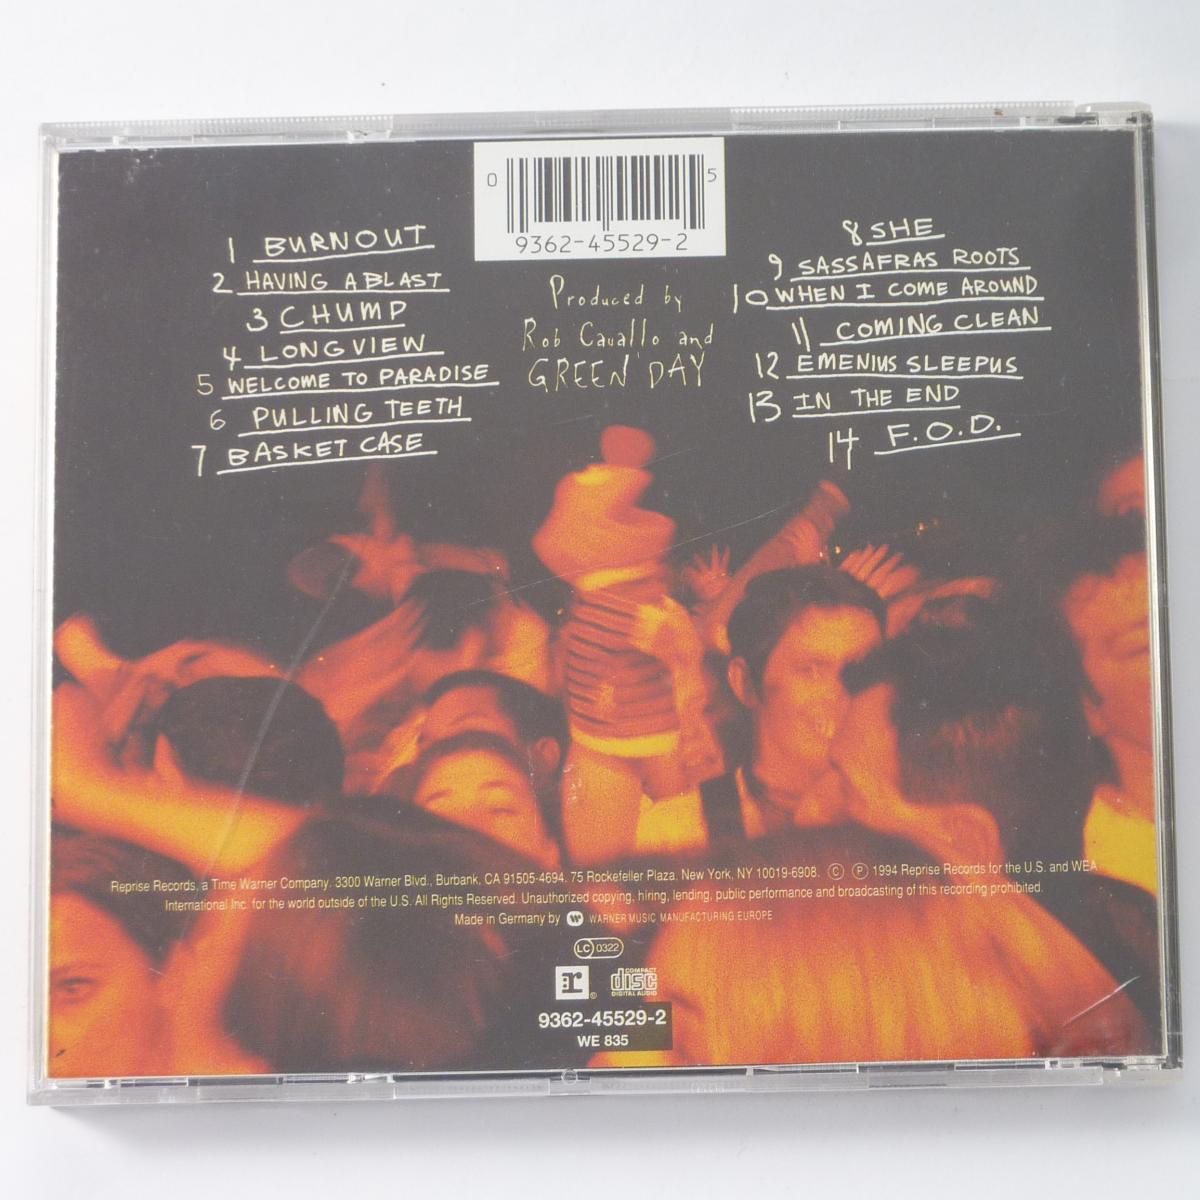 0 5
9362-45529-2
1 BURNOUT
2 HAVING A BLAST
3 CHUMP
4 LONGVIEW
5 WELCOME TO PARADISE
6 PULLING TEETH
7 BASKET CASE
Produced by
Rob Cavallo and
GREEN DAY
8 SHE
9 SASSAFRAS ROOTS
10 WHEN I COME AROUND
11 COMING CLEAN
12 EMENIUS SLEEPUS
13 IN THE END
14 F.O.D.
Reprise Records, a Time Warner Company. 3300 Warner Blvd., Burbank, CA 91505-4694. 75 Rockefeller Plaza. New York, NY 10019-6908. © ℗ 1994 Reprise Records for the U.S. and WEA
International Inc. for the world outside of the U.S. All Rights Reserved. Unauthorized copying, hiring, lending, public performance and broadcasting of this recording prohibited.
Made in Germany by WARNER MUSIC MANUFACTURING EUROPE
LC 0322
r ® COMPACT disc DIGITAL AUDIO
9362-45529-2
WE 835